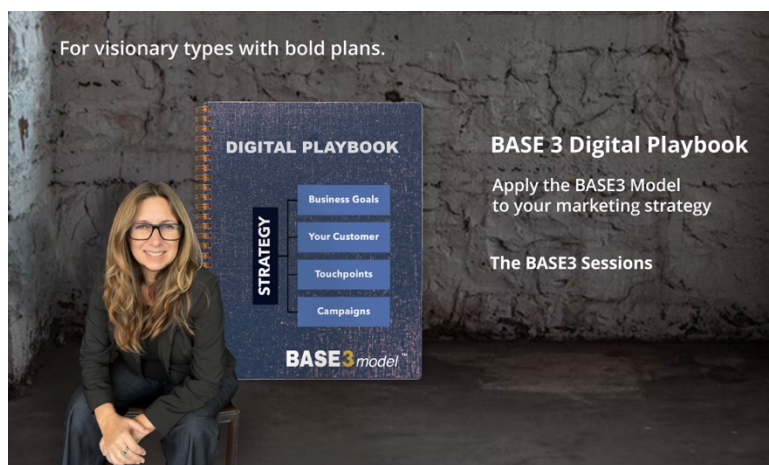 For visionary types with bold plans.
DIGITAL PLAYBOOK
STRATEGY
Business Goals
Your Customer
Touchpoints
Campaigns
BASE3 model ™
BASE 3 Digital Playbook
Apply the BASE3 Model
to your marketing strategy
The BASE3 Sessions